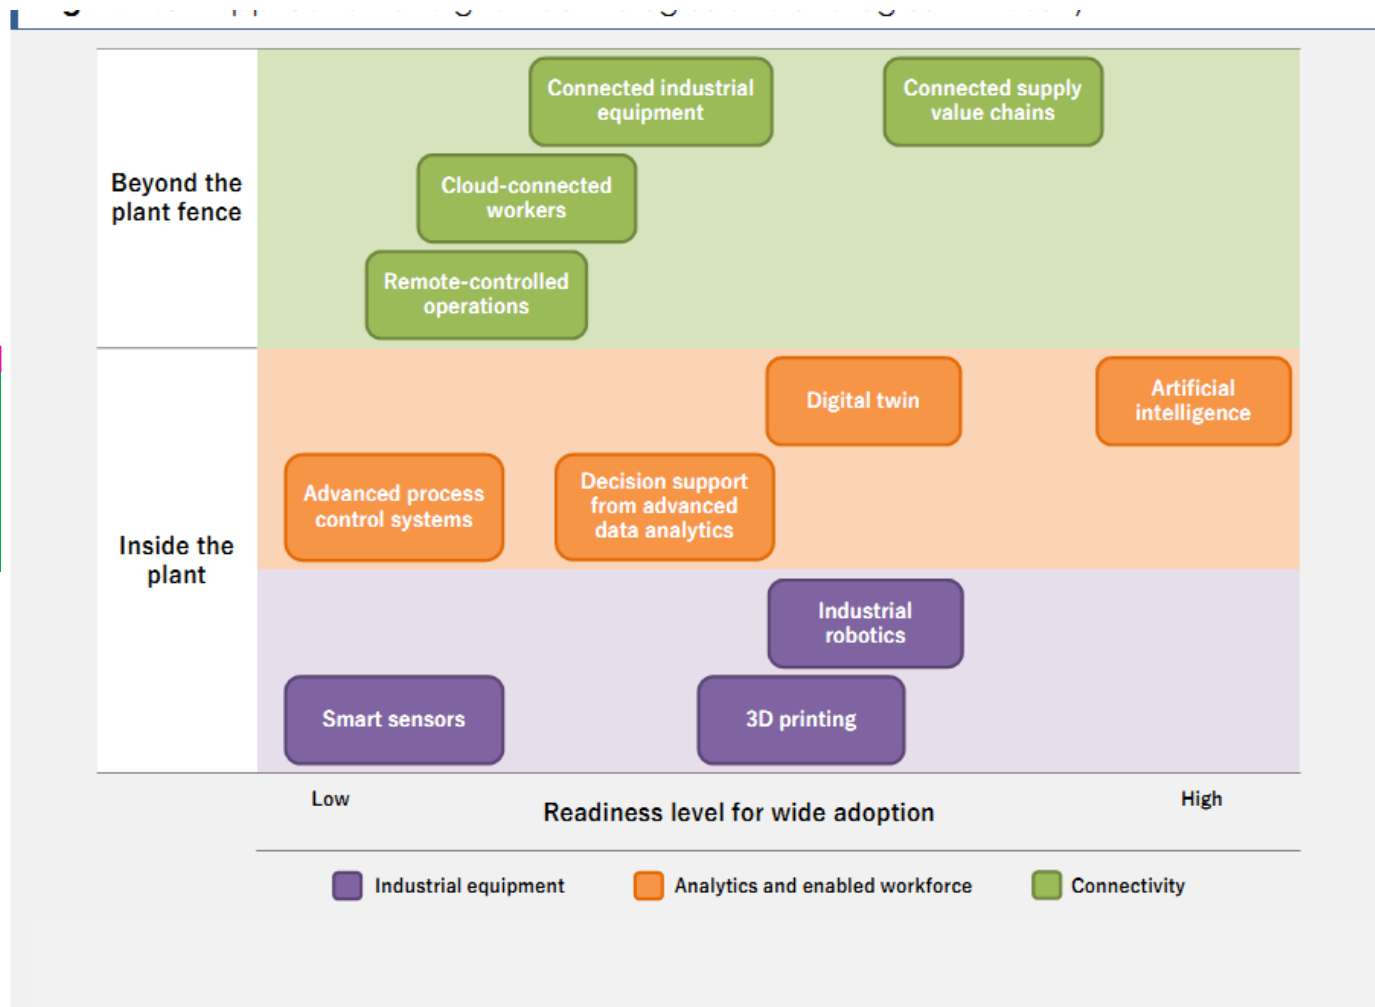 Beyond the
plant fence
Connected industrial
equipment
Connected supply
value chains
Cloud-connected
workers
Remote-controlled
operations
Inside the
plant
Digital twin
Artificial
intelligence
Advanced process
control systems
Decision support
from advanced
data analytics
Industrial
robotics
Smart sensors
3D printing
Low
Readiness level for wide adoption
High
Industrial equipment
Analytics and enabled workforce
Connectivity